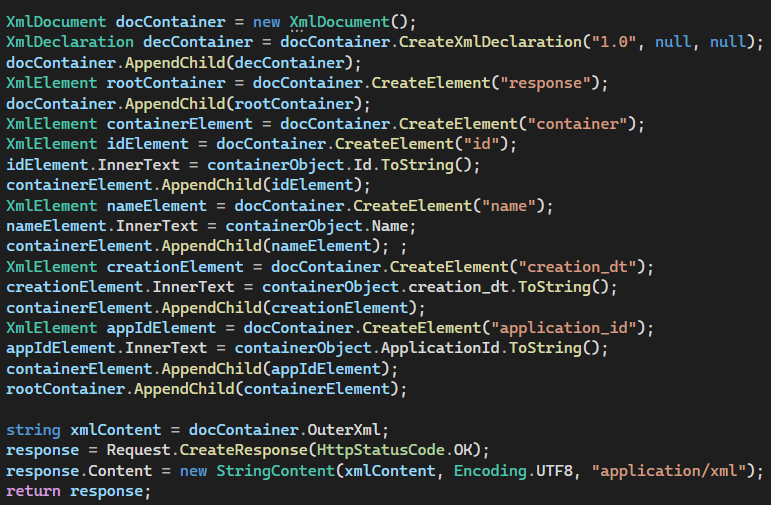 XmlDocument docContainer = new XmlDocument();
XmlDeclaration decContainer = docContainer.CreateXmlDeclaration("1.0", null, null);
docContainer.AppendChild(decContainer);
XmlElement rootContainer = docContainer.CreateElement("response");
docContainer.AppendChild(rootContainer);
XmlElement containerElement = docContainer.CreateElement("container");
XmlElement idElement = docContainer.CreateElement("id");
idElement.InnerText = containerObject.Id.ToString();
containerElement.AppendChild(idElement);
XmlElement nameElement = docContainer.CreateElement("name");
nameElement.InnerText = containerObject.Name;
containerElement.AppendChild(nameElement); ;
XmlElement creationElement = docContainer.CreateElement("creation_dt");
creationElement.InnerText = containerObject.creation_dt.ToString();
containerElement.AppendChild(creationElement);
XmlElement appIdElement = docContainer.CreateElement("application_id");
appIdElement.InnerText = containerObject.ApplicationId.ToString();
containerElement.AppendChild(appIdElement);
rootContainer.AppendChild(containerElement);

string xmlContent = docContainer.OuterXml;
response = Request.CreateResponse(HttpStatusCode.OK);
response.Content = new StringContent(xmlContent, Encoding.UTF8, "application/xml");
return response;